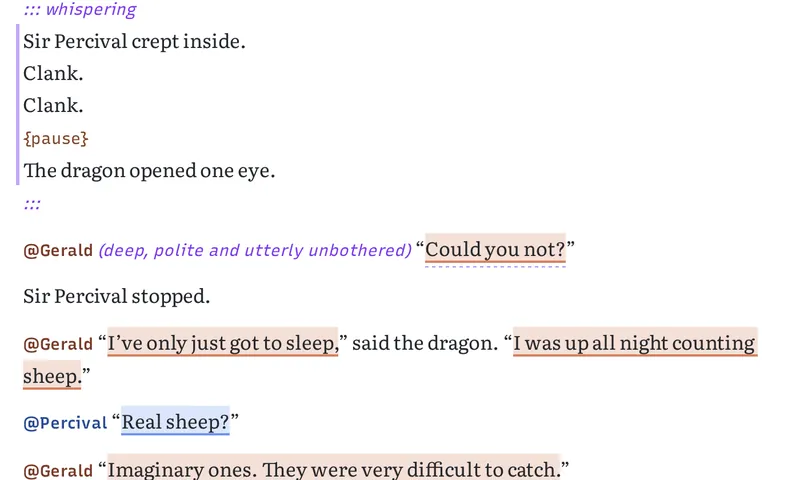 ::: whispering
Sir Percival crept inside.
Clank.
Clank.
{pause}
The dragon opened one eye.
:::
@Gerald (deep, polite and utterly unbothered) “Could you not?”
Sir Percival stopped.
@Gerald “I’ve only just got to sleep,” said the dragon. “I was up all night counting
sheep.”
@Percival “Real sheep?”
@Gerald “Imaginary ones. They were very difficult to catch.”